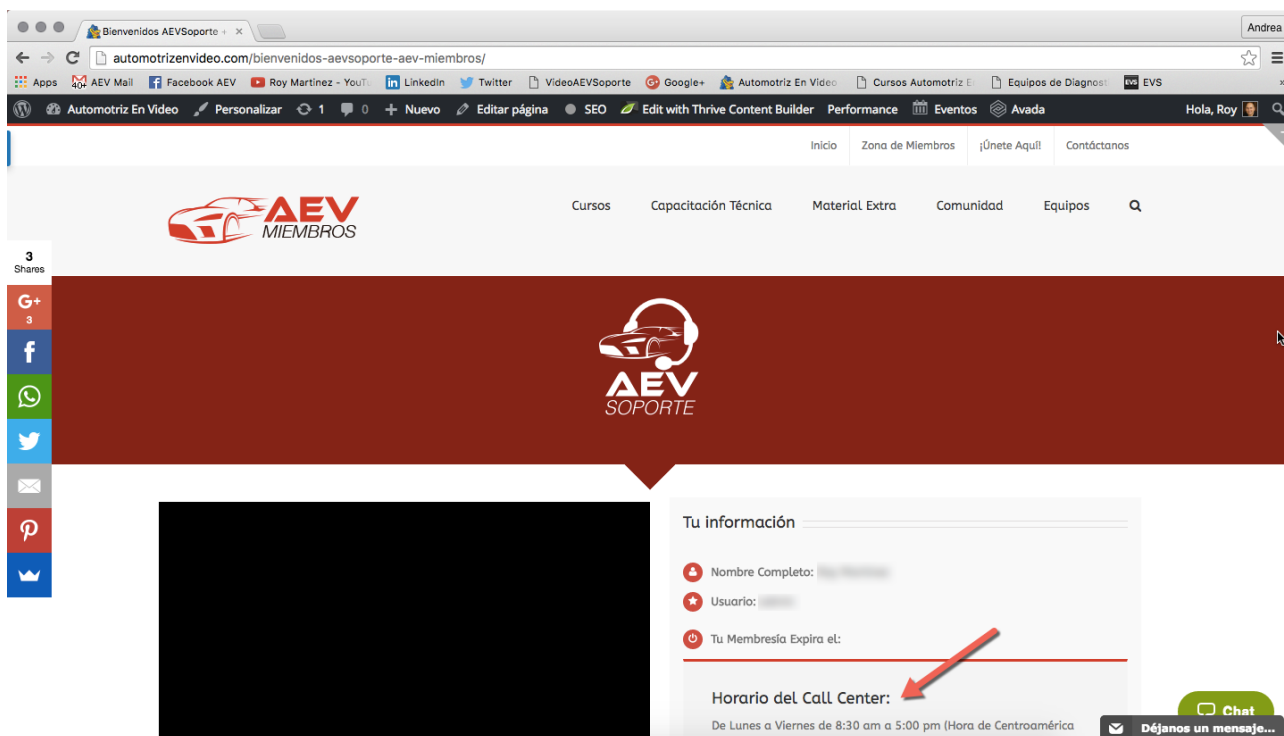 Bienvenidos AEVSoporte
Andrea
automotrizenvideo.com/bienvenidos-aevsoporte-aev-miembros/
Apps AEV Mail Facebook AEV Roy Martinez - YouTu LinkedIn Twitter VideoAEVSoporte Google+ Automotriz En Video Cursos Automotriz E Equipos de Diagnost EVS EVS
Automotriz En Video Personalizar 1 0 Nuevo Editar página SEO Edit with Thrive Content Builder Performance Eventos Avada Hola, Roy
Inicio Zona de Miembros ¡Únete Aquí! Contáctanos
AEV
MIEMBROS
Cursos Capacitación Técnica Material Extra Comunidad Equipos
3
Shares
G+
3
AEV
SOPORTE
Tu información
Nombre Completo:
Usuario:
Tu Membresía Expira el:
Horario del Call Center:
De Lunes a Viernes de 8:30 am a 5:00 pm (Hora de Centroamérica
Chat
Déjanos un mensaje...